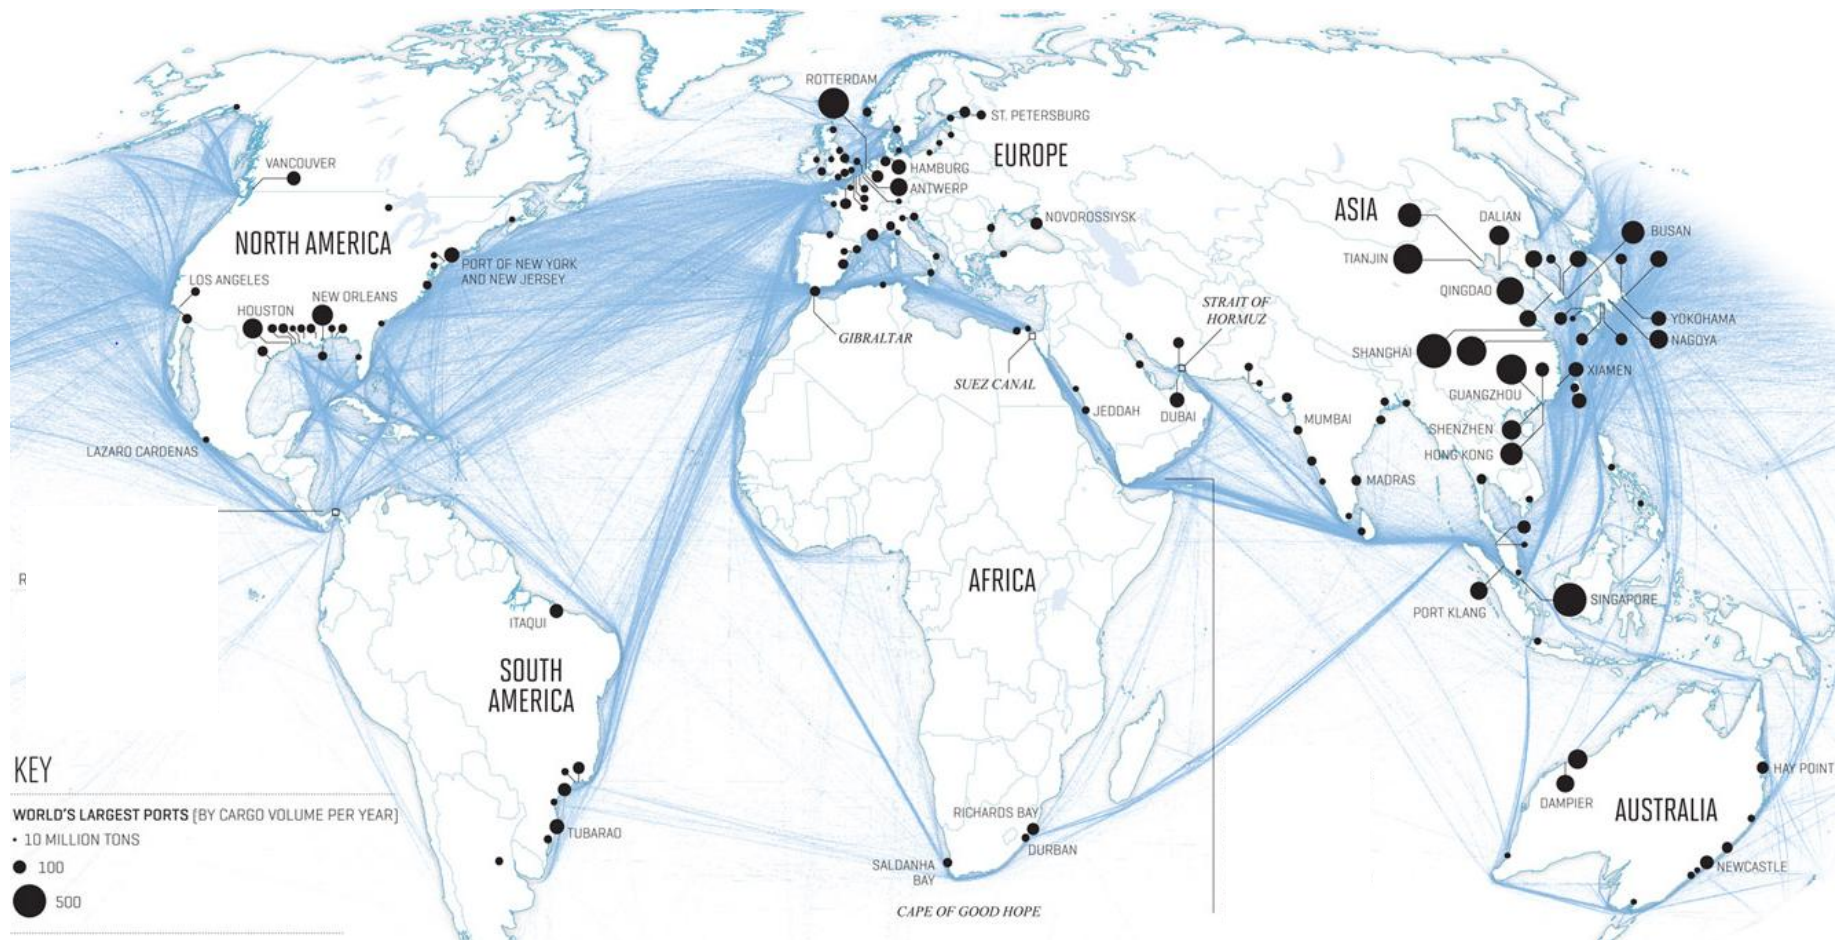 ROTTERDAM
ST. PETERSBURG
EUROPE
HAMBURG
ANTWERP
NOVOROSSIYSK
VANCOUVER
NORTH AMERICA
PORT OF NEW YORK
AND NEW JERSEY
LOS ANGELES
NEW ORLEANS
HOUSTON
LAZARO CARDENAS
GIBRALTAR
SUEZ CANAL
STRAIT OF
HORMUZ
JEDDAH
DUBAI
ASIA
DALIAN
BUSAN
TIANJIN
QINGDAO
YOKOHAMA
NAGOYA
SHANGHAI
XIAMEN
GUANGZHOU
MUMBAI
SHENZHEN
HONG KONG
MADRAS
AFRICA
PORT KLANG
SINGAPORE
R
ITAQUI
SOUTH
AMERICA
TUBARAO
RICHARDS BAY
DURBAN
SALDANHA
BAY
CAPE OF GOOD HOPE
DAMPIER
HAY POINT
AUSTRALIA
NEWCASTLE
KEY
WORLD'S LARGEST PORTS (BY CARGO VOLUME PER YEAR)
10 MILLION TONS
100
500